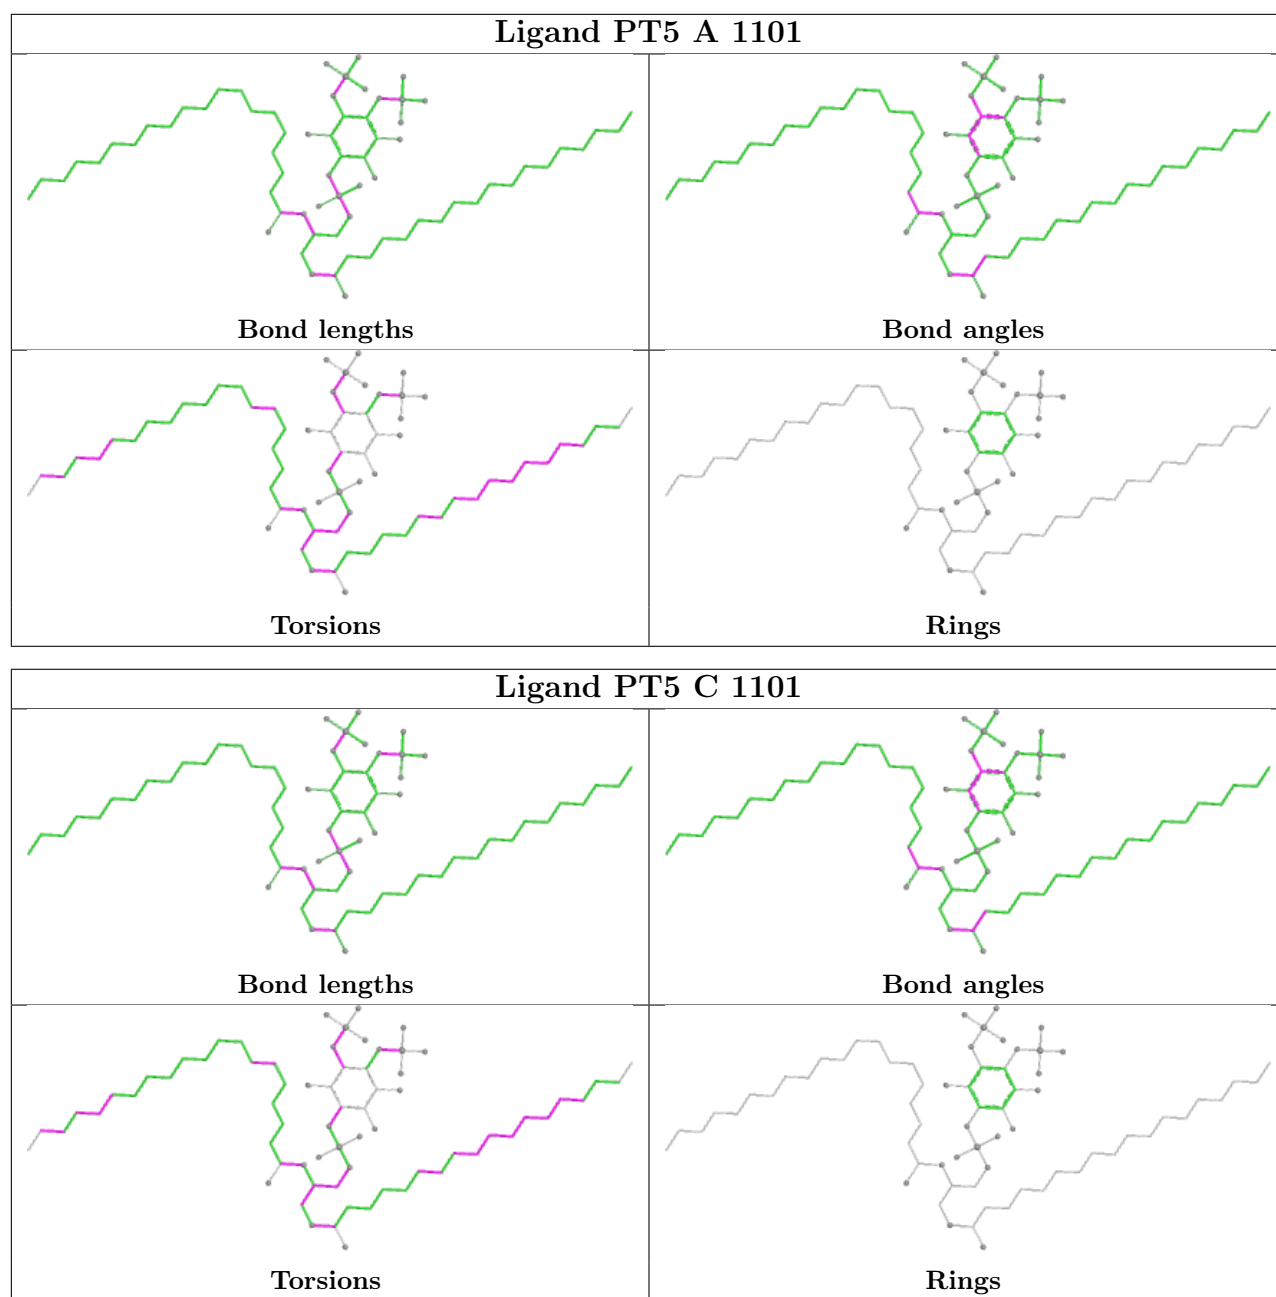 Ligand PT5 A 1101
Bond lengths
Bond angles
Torsions
Rings
Ligand PT5 C 1101
Bond lengths
Bond angles
Torsions
Rings